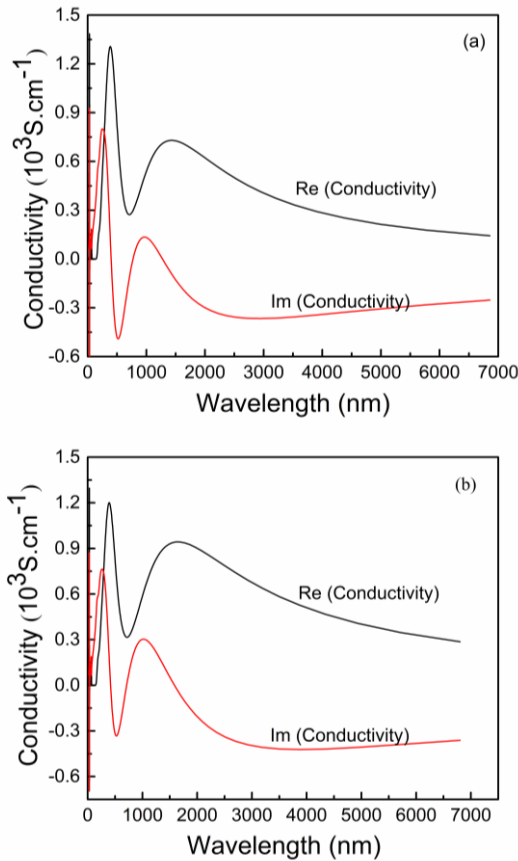 (a)
Conductivity (10³S.cm⁻¹)
1.5
1.2
0.9
0.6
0.3
0.0
-0.3
-0.6
Re (Conductivity)
Im (Conductivity)
0 1000 2000 3000 4000 5000 6000 7000
Wavelength (nm)
(b)
Conductivity (10³S.cm⁻¹)
1.5
1.2
0.9
0.6
0.3
0.0
-0.3
-0.6
Re (Conductivity)
Im (Conductivity)
0 1000 2000 3000 4000 5000 6000 7000
Wavelength (nm)